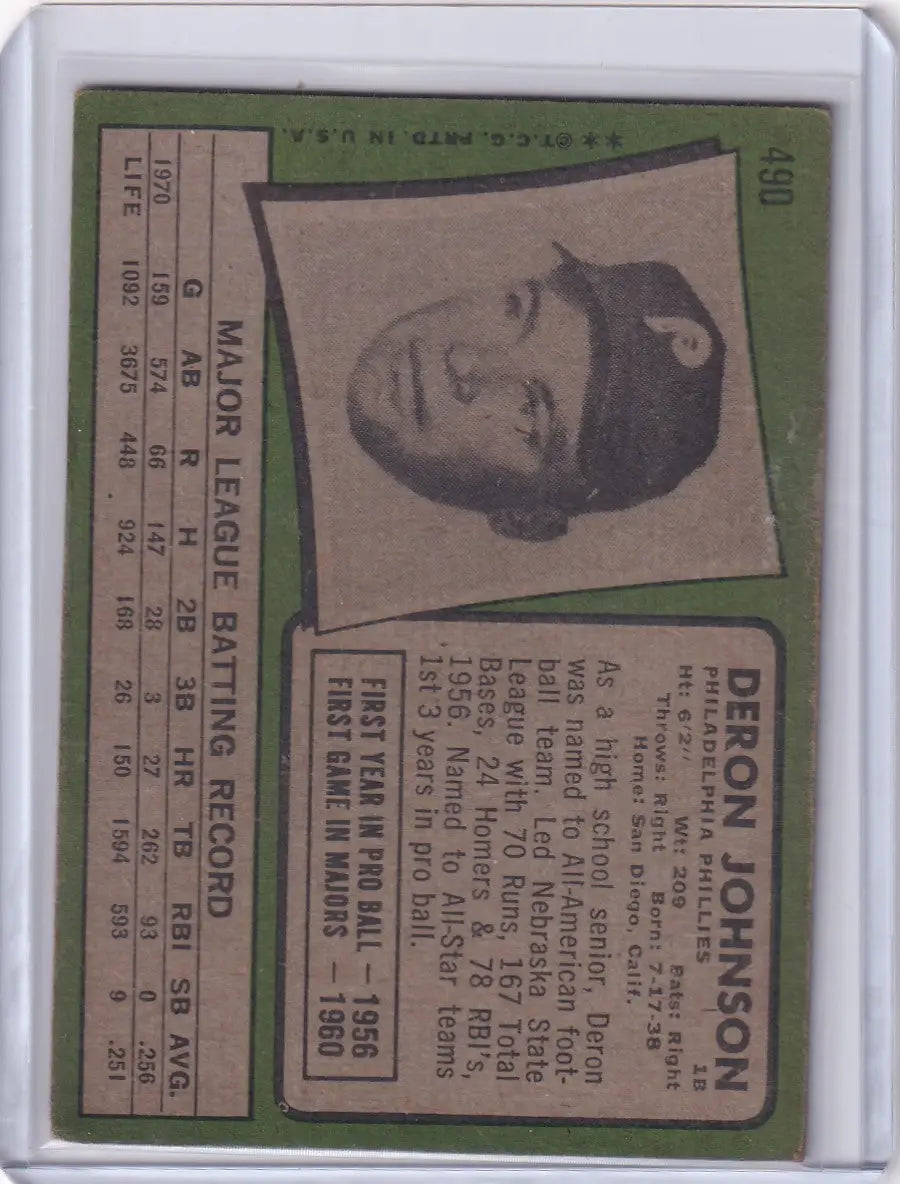 490
DERON JOHNSON
PHILADELPHIA PHILLIES 1B
Ht: 6'2" Wt: 209 Bats: Right
Throws: Right Born: 7-17-38
Home: San Diego, Calif.
As a high school senior, Deron
was named to All-American foot-
ball team. Led Nebraska State
League with 70 Runs, 167 Total
Bases, 24 Homers & 78 RBI's,
1956. Named to All-Star teams
1st 3 years in pro ball.
FIRST YEAR IN PRO BALL — 1956
FIRST GAME IN MAJORS — 1960
**©T.C.G. PRTD. IN U.S.A.
MAJOR LEAGUE BATTING RECORD
G AB R H 2B 3B HR TB RBI SB AVG.
1970 159 574 66 147 28 3 27 262 93 0 .256
LIFE 1092 3675 448 924 168 26 150 1594 593 9 .251